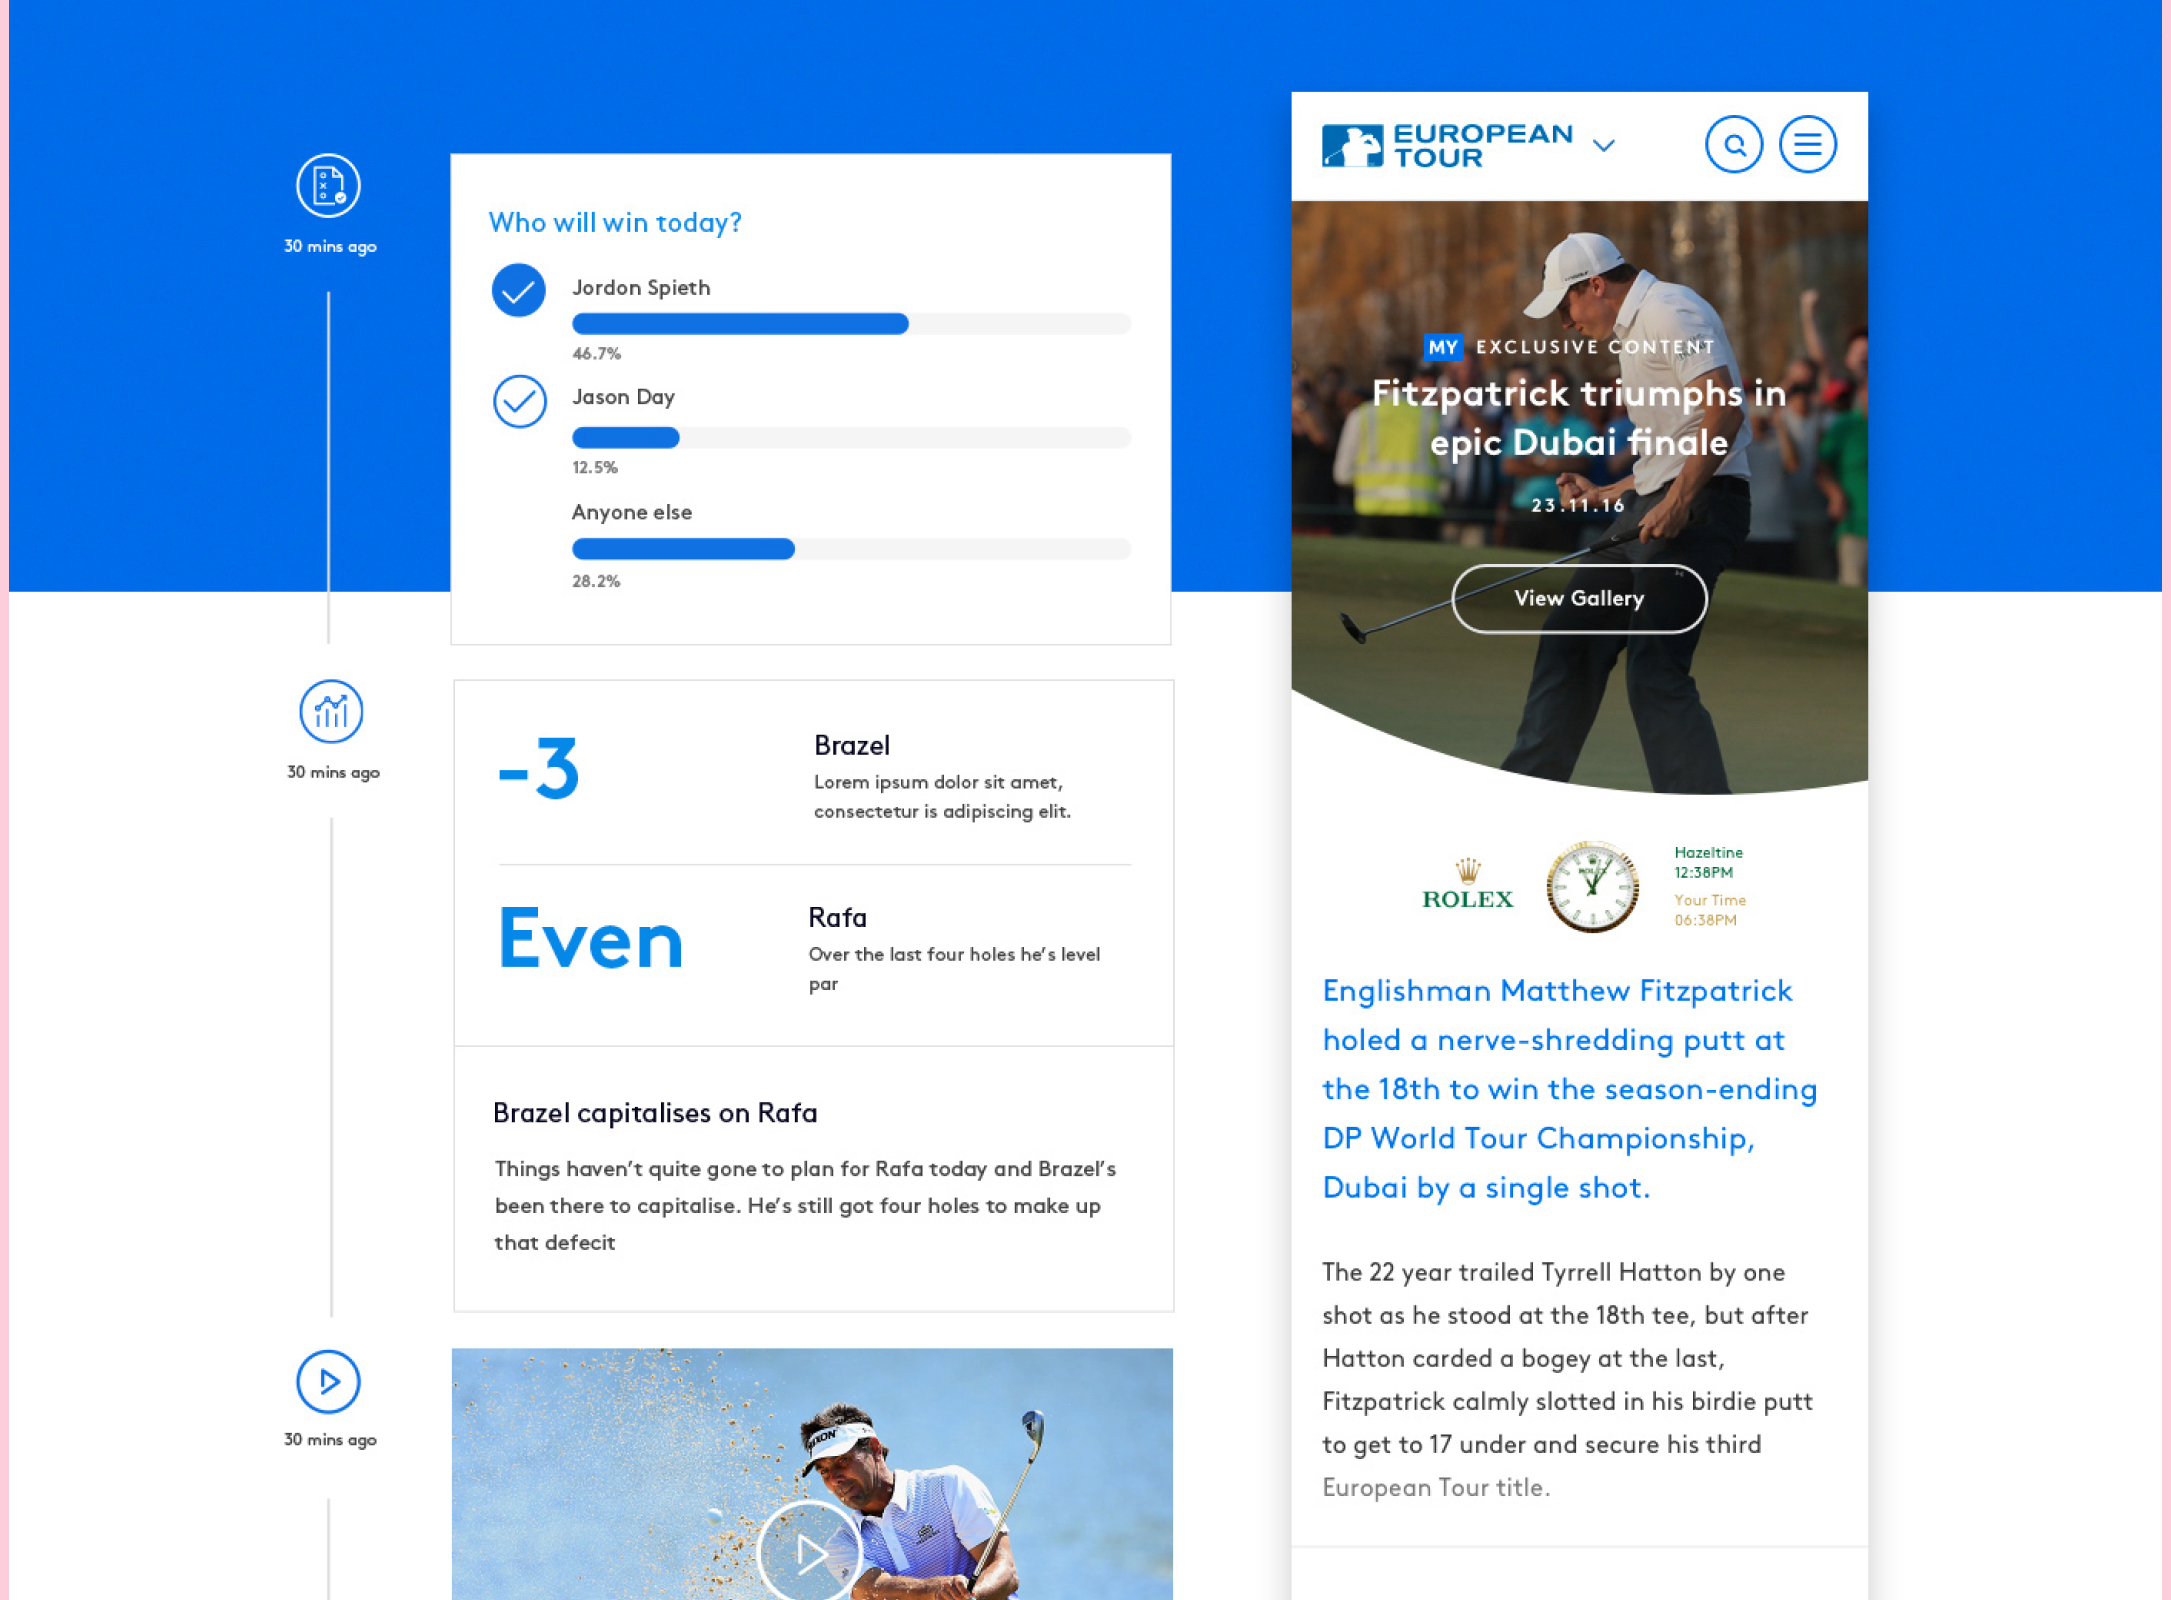 30 mins ago
Who will win today?
Jordon Spieth
46.7%
Jason Day
12.5%
Anyone else
28.2%
30 mins ago
-3
Brazel
Lorem ipsum dolor sit amet,
consectetur is adipiscing elit.
Even
Rafa
Over the last four holes he's level
par
Brazel capitalises on Rafa
Things haven't quite gone to plan for Rafa today and Brazel's
been there to capitalise. He's still got four holes to make up
that defecit
30 mins ago
EUROPEAN
TOUR
MY EXCLUSIVE CONTENT
Fitzpatrick triumphs in
epic Dubai finale
23.11.16
View Gallery
ROLEX
Hazeltine
12:38PM
Your Time
06:38PM
Englishman Matthew Fitzpatrick
holed a nerve-shredding putt at
the 18th to win the season-ending
DP World Tour Championship,
Dubai by a single shot.
The 22 year trailed Tyrrell Hatton by one
shot as he stood at the 18th tee, but after
Hatton carded a bogey at the last,
Fitzpatrick calmly slotted in his birdie putt
to get to 17 under and secure his third
European Tour title.